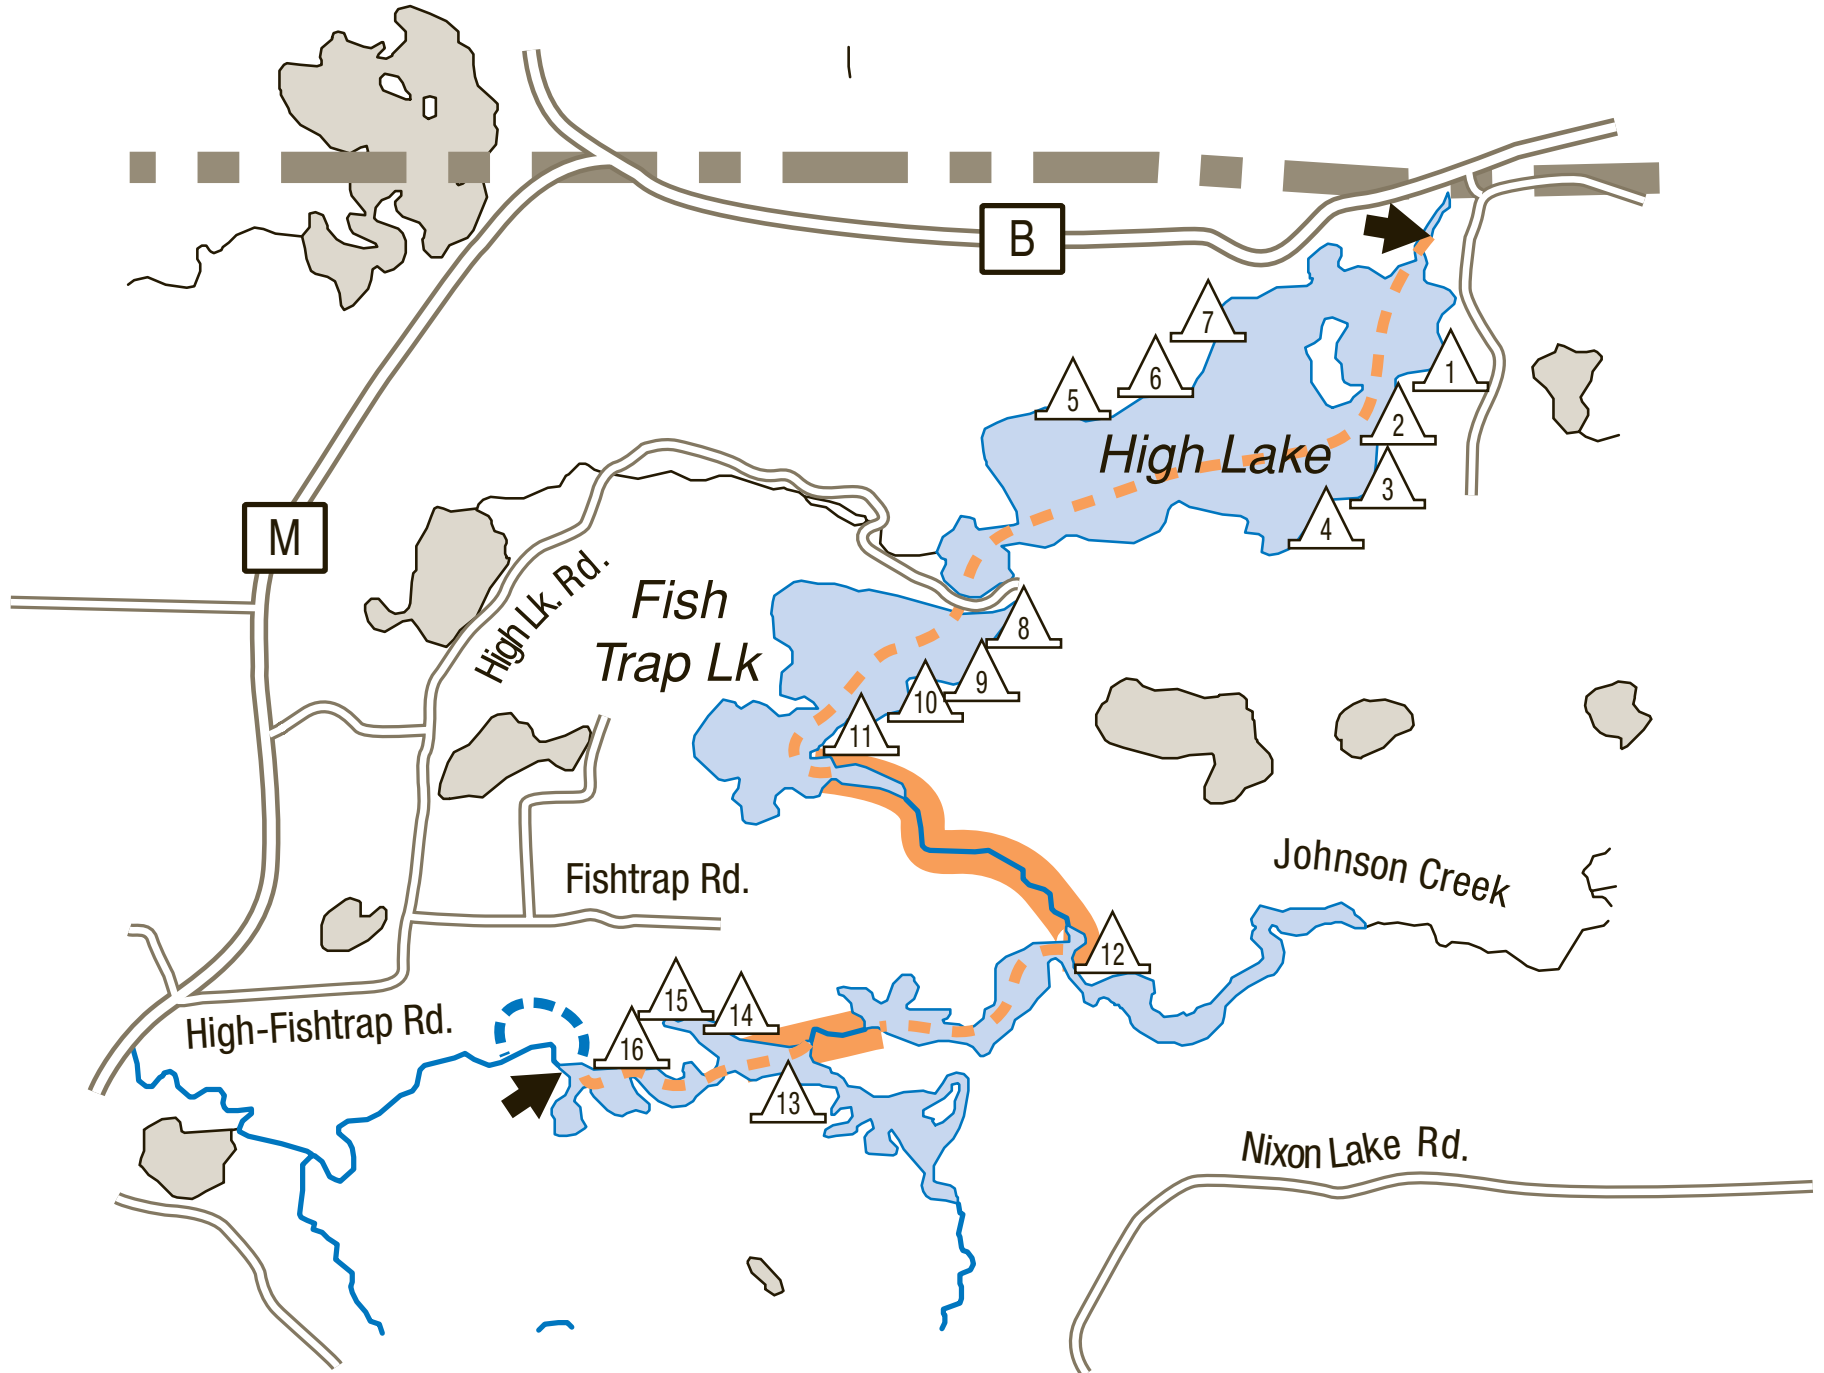 B
7
1
6
5
2
High Lake
3
4
M
High Lk. Rd.
Fish
Trap Lk
8
9
10
11
Johnson Creek
Fishtrap Rd.
12
15
14
High-Fishtrap Rd.
16
13
Nixon Lake Rd.